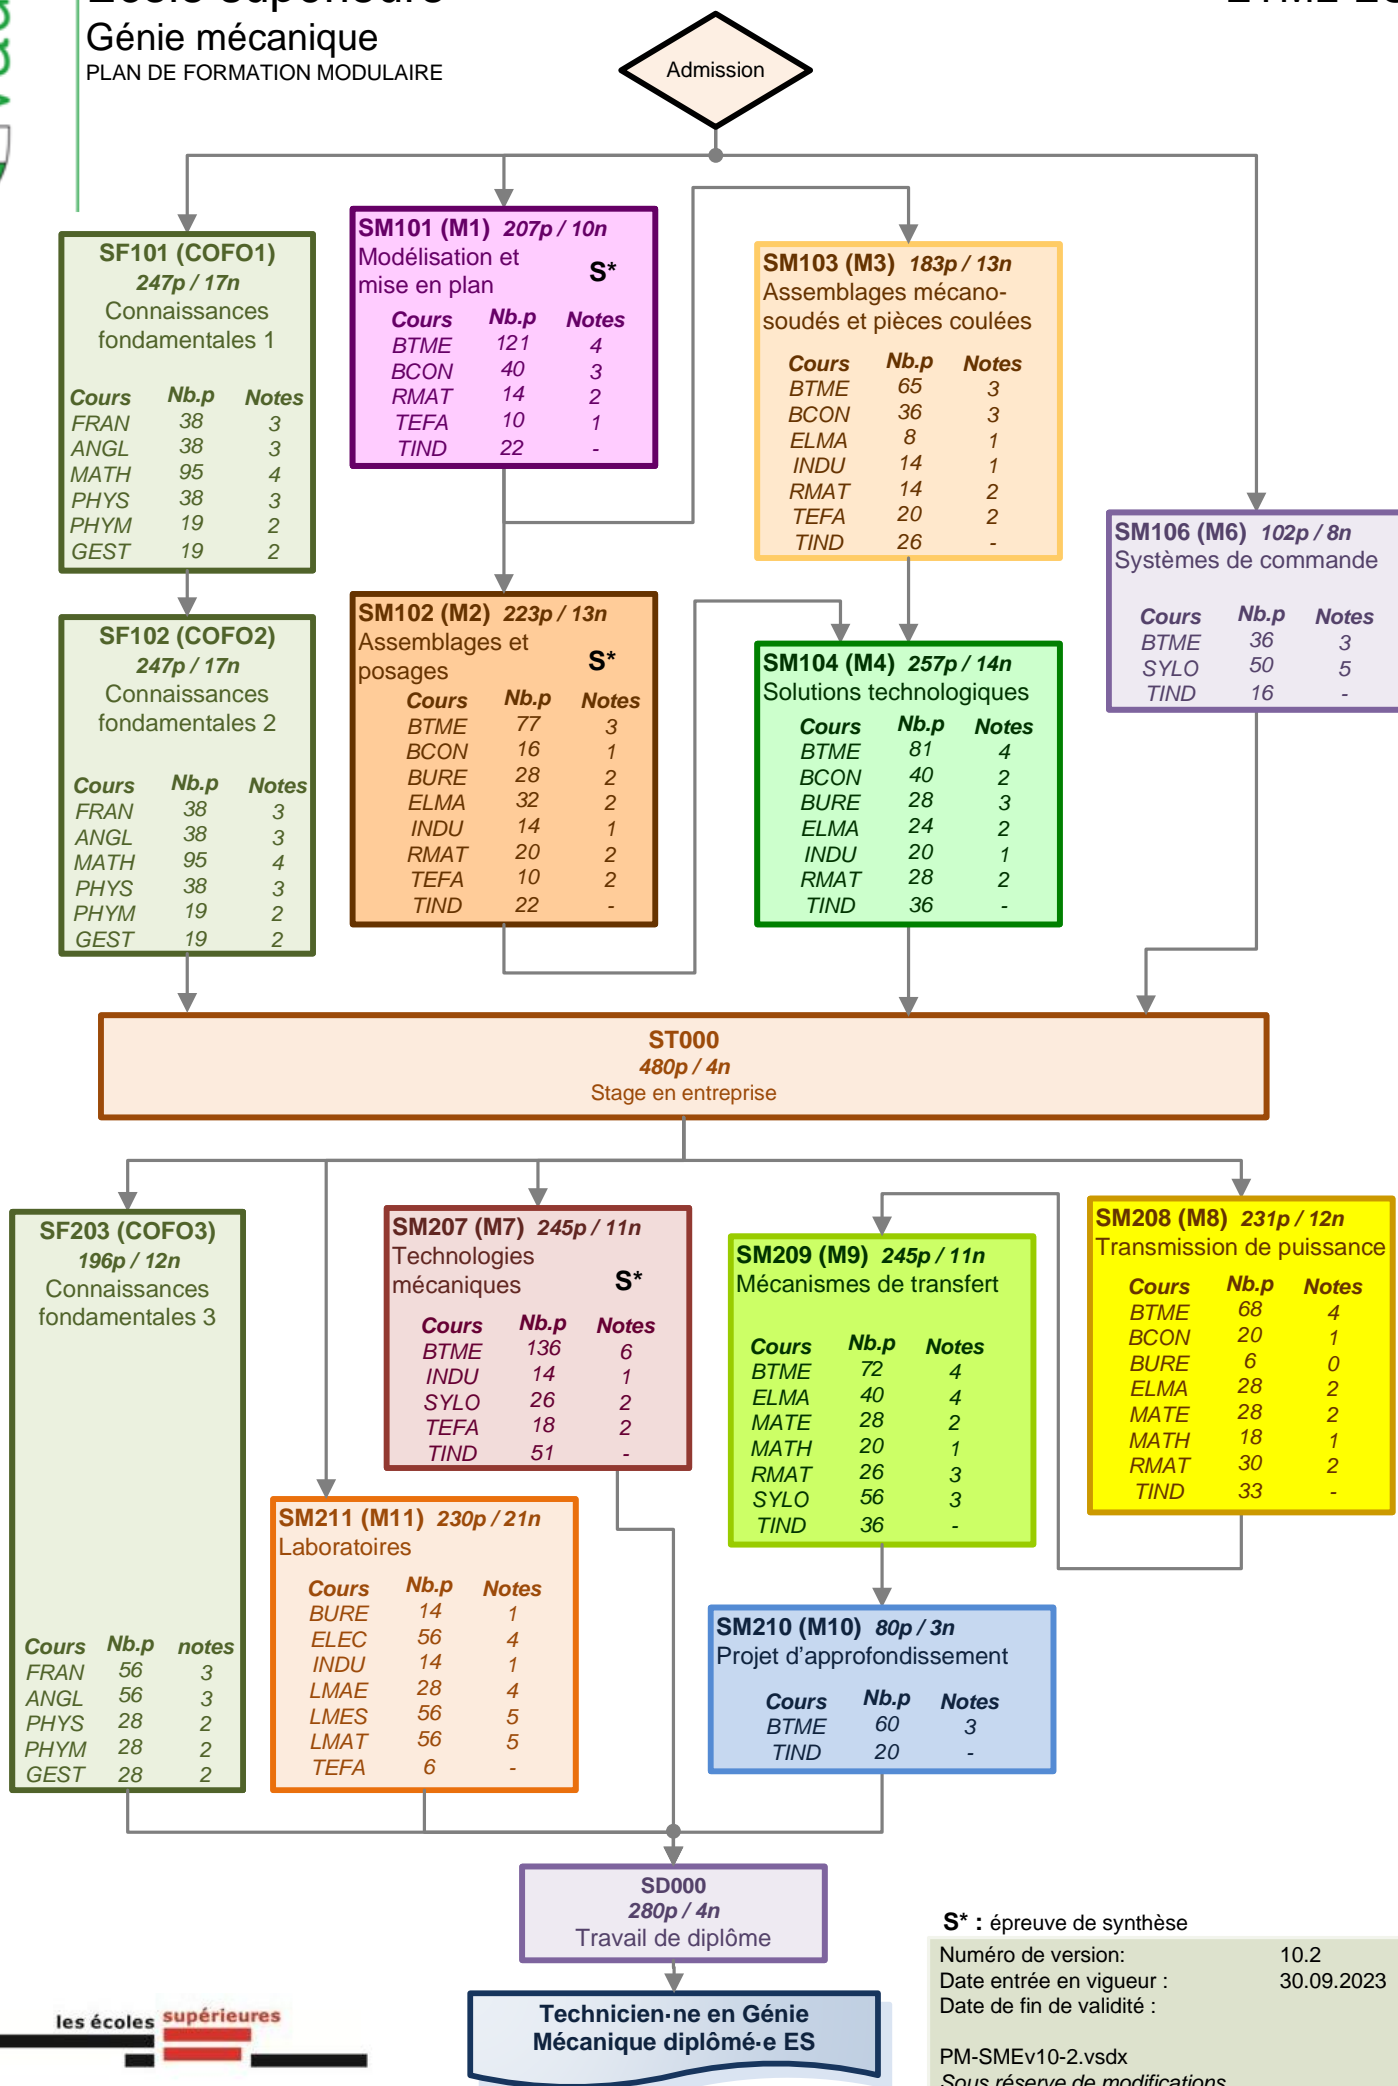 Génie mécanique
PLAN DE FORMATION MODULAIRE
Admission
SF101 (COFO1)
247p / 17n
Connaissances
fondamentales 1
Cours Nb.p Notes
FRAN 38 3
ANGL 38 3
MATH 95 4
PHYS 38 3
PHYM 19 2
GEST 19 2
SM101 (M1) 207p / 10n
Modélisation et
mise en plan S*
Cours Nb.p Notes
BTME 121 4
BCON 40 3
RMAT 14 2
TEFA 10 1
TIND 22 -
SM103 (M3) 183p / 13n
Assemblages mécano-
soudés et pièces coulées
Cours Nb.p Notes
BTME 65 3
BCON 36 3
ELMA 8 1
INDU 14 1
RMAT 14 2
TEFA 20 2
TIND 26 -
SM106 (M6) 102p / 8n
Systèmes de commande
Cours Nb.p Notes
BTME 36 3
SYLO 50 5
TIND 16 -
SF102 (COFO2)
247p / 17n
Connaissances
fondamentales 2
Cours Nb.p Notes
FRAN 38 3
ANGL 38 3
MATH 95 4
PHYS 38 3
PHYM 19 2
GEST 19 2
SM102 (M2) 223p / 13n
Assemblages et
posages S*
Cours Nb.p Notes
BTME 77 3
BCON 16 1
BURE 28 2
ELMA 32 2
INDU 14 1
RMAT 20 2
TEFA 10 2
TIND 22 -
SM104 (M4) 257p / 14n
Solutions technologiques
Cours Nb.p Notes
BTME 81 4
BCON 40 2
BURE 28 3
ELMA 24 2
INDU 20 1
RMAT 28 2
TIND 36 -
ST000
480p / 4n
Stage en entreprise
SF203 (COFO3)
196p / 12n
Connaissances
fondamentales 3
Cours Nb.p notes
FRAN 56 3
ANGL 56 3
PHYS 28 2
PHYM 28 2
GEST 28 2
SM207 (M7) 245p / 11n
Technologies
mécaniques S*
Cours Nb.p Notes
BTME 136 6
INDU 14 1
SYLO 26 2
TEFA 18 2
TIND 51 -
SM209 (M9) 245p / 11n
Mécanismes de transfert
Cours Nb.p Notes
BTME 72 4
ELMA 40 4
MATE 28 2
MATH 20 1
RMAT 26 3
SYLO 56 3
TIND 36 -
SM208 (M8) 231p / 12n
Transmission de puissance
Cours Nb.p Notes
BTME 68 4
BCON 20 1
BURE 6 0
ELMA 28 2
MATE 28 2
MATH 18 1
RMAT 30 2
TIND 33 -
SM211 (M11) 230p / 21n
Laboratoires
Cours Nb.p Notes
BURE 14 1
ELEC 56 4
INDU 14 1
LMAE 28 4
LMES 56 5
LMAT 56 5
TEFA 6 -
SM210 (M10) 80p / 3n
Projet d'approfondissement
Cours Nb.p Notes
BTME 60 3
TIND 20 -
SD000
280p / 4n
Travail de diplôme
Technicien·ne en Génie
Mécanique diplômé·e ES
S* : épreuve de synthèse
Numéro de version: 10.2
Date entrée en vigueur : 30.09.2023
Date de fin de validité :
PM-SMEv10-2.vsdx
Sous réserve de modifications
les écoles supérieures